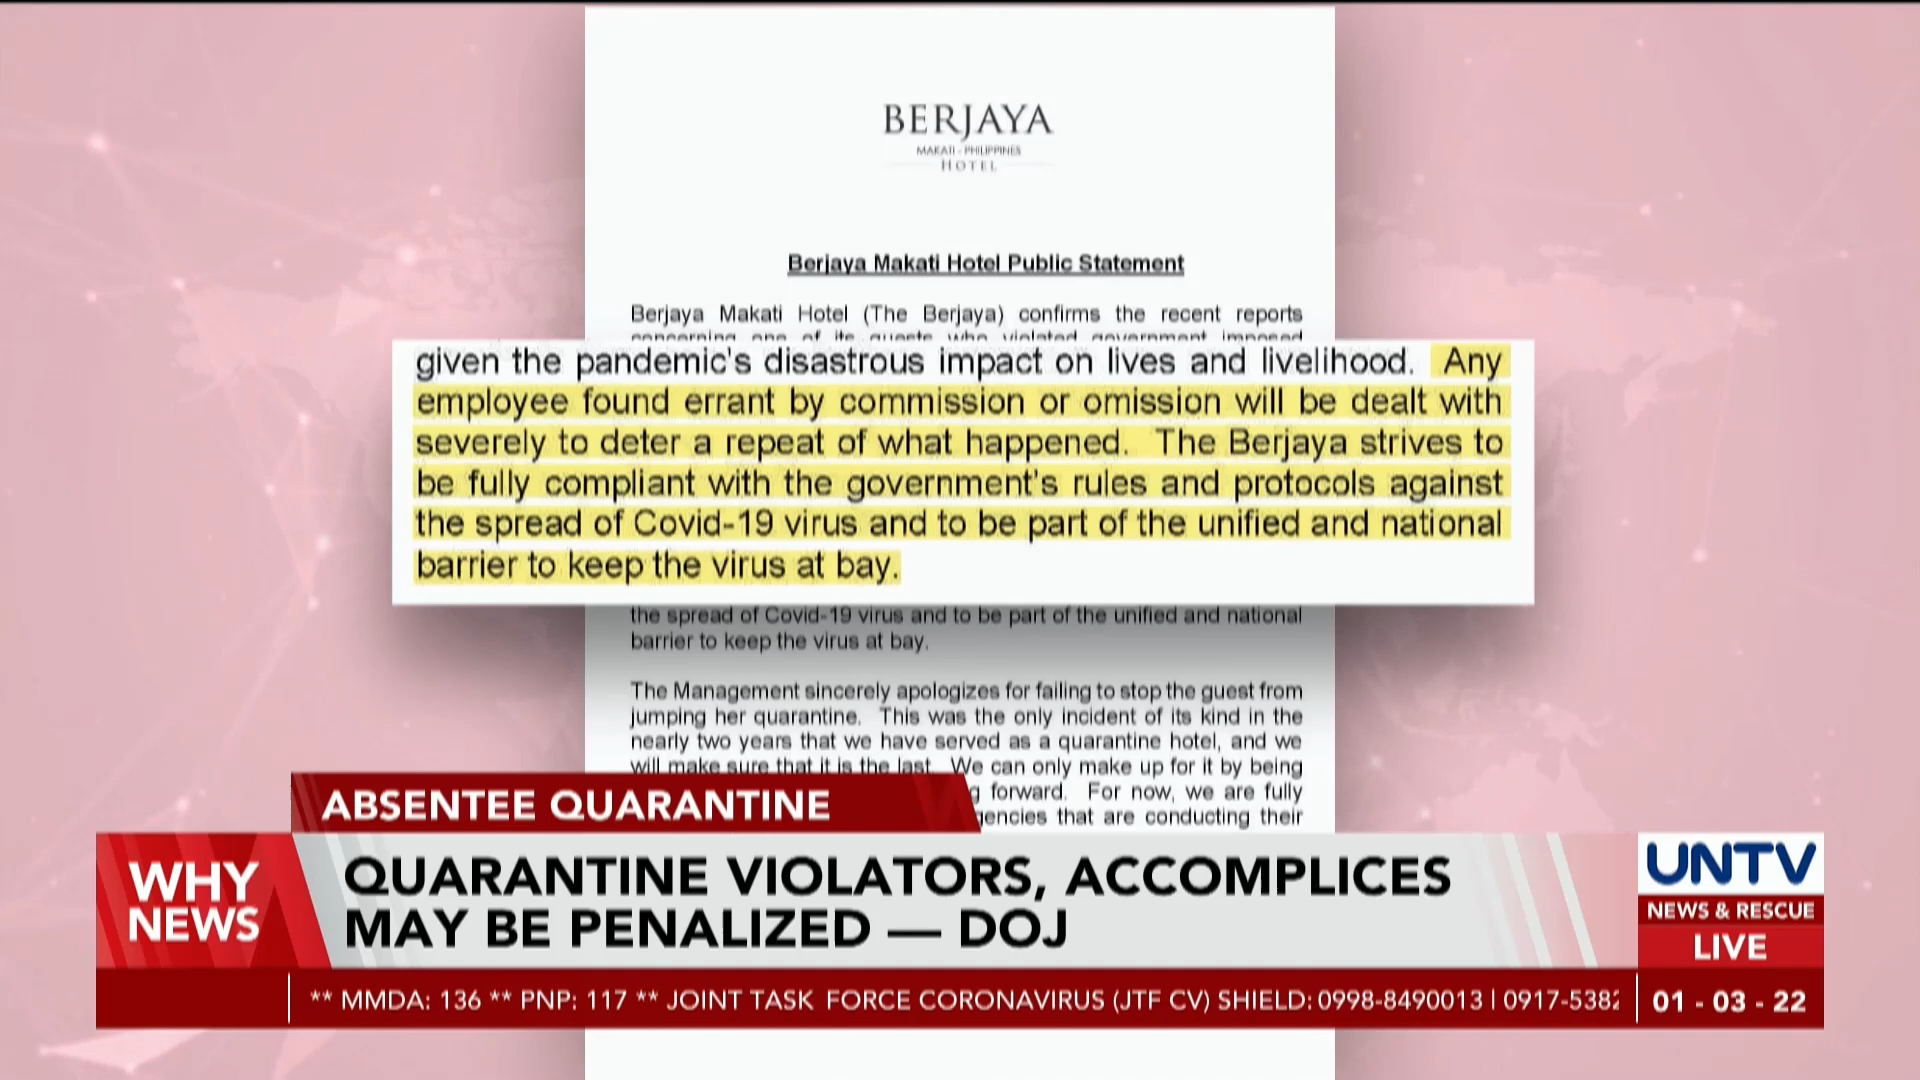 BERJAYA
MAKATI - PHILIPPINES
HOTEL
Berjaya Makati Hotel Public Statement
Berjaya Makati Hotel (The Berjaya) confirms the recent reports
concerning one of its guests who violated government imposed
given the pandemic's disastrous impact on lives and livelihood. Any
employee found errant by commission or omission will be dealt with
severely to deter a repeat of what happened. The Berjaya strives to
be fully compliant with the government's rules and protocols against
the spread of Covid-19 virus and to be part of the unified and national
barrier to keep the virus at bay.
the spread of Covid-19 virus and to be part of the unified and national
barrier to keep the virus at bay.
The Management sincerely apologizes for failing to stop the guest from
jumping her quarantine. This was the only incident of its kind in the
nearly two years that we have served as a quarantine hotel, and we
will make sure that it is the last. We can only make up for it by being
forward. For now, we are fully
that are conducting their
ABSENTEE QUARANTINE
WHY
NEWS
QUARANTINE VIOLATORS, ACCOMPLICES
MAY BE PENALIZED — DOJ
UNTV
NEWS & RESCUE
LIVE
** MMDA: 136 ** PNP: 117 ** JOINT TASK FORCE CORONAVIRUS (JTF CV) SHIELD: 0998-8490013 | 0917-538
01 - 03 - 22